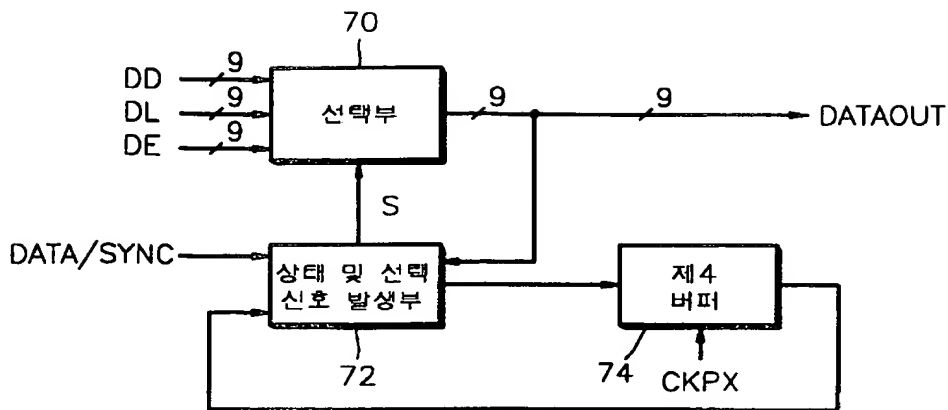 70
DD
9
DL
9
DE
9
선택부
9
9
DATAOUT
S
DATA/SYNC
상태 및 선택
신호 발생부
72
제4
버퍼
74
CKPX